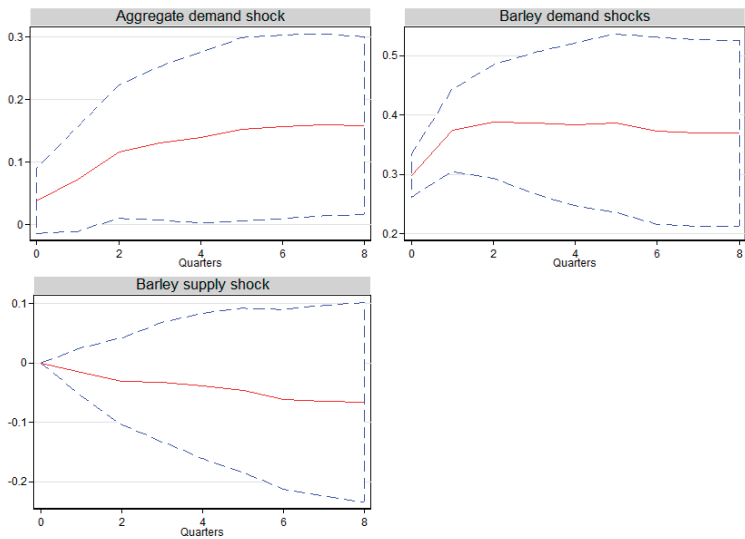 Aggregate demand shock
0.3
0.2
0.1
0
0 2 4 6 8
Quarters
Barley demand shocks
0.5
0.4
0.3
0.2
0 2 4 6 8
Quarters
Barley supply shock
0.1
0
-0.1
-0.2
0 2 4 6 8
Quarters